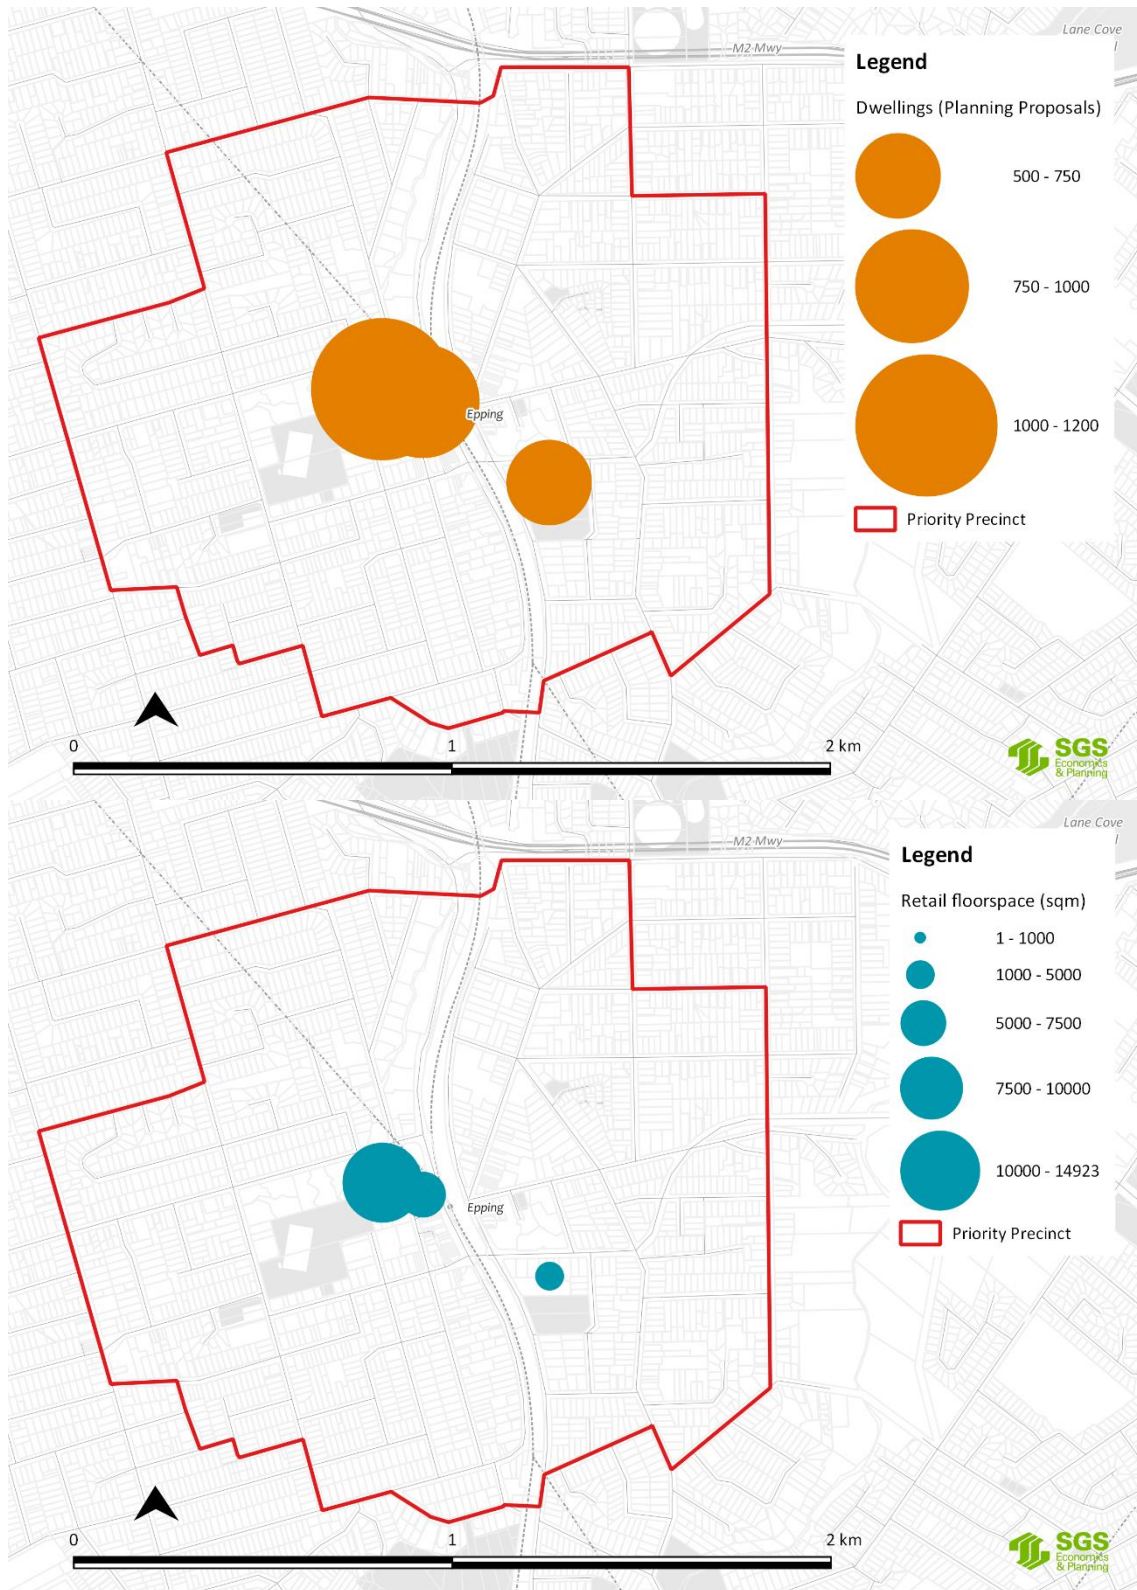 Lane Cove
M2 Mwy
Legend
Dwellings (Planning Proposals)
500 - 750
750 - 1000
1000 - 1200
Priority Precinct
Epping
0
1
2 km
SGS
Economics
& Planning
Lane Cove
M2 Mwy
Legend
Retail floorspace (sqm)
1 - 1000
1000 - 5000
5000 - 7500
7500 - 10000
10000 - 14923
Priority Precinct
Epping
0
1
2 km
SGS
Economics
& Planning